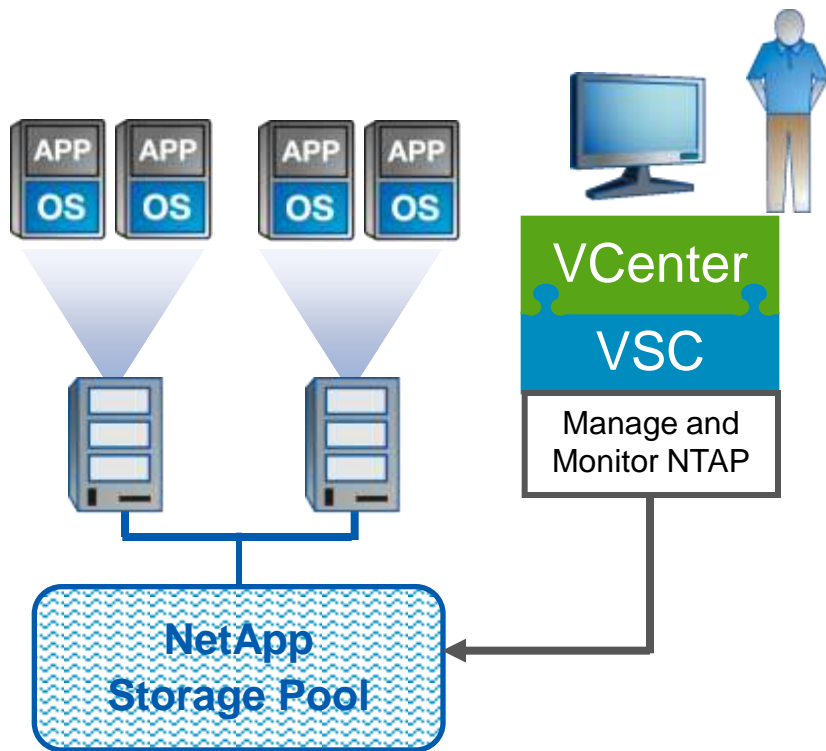 APP APP APP APP
OS OS OS OS
VCenter
VSC
Manage and
Monitor NTAP
NetApp
Storage Pool